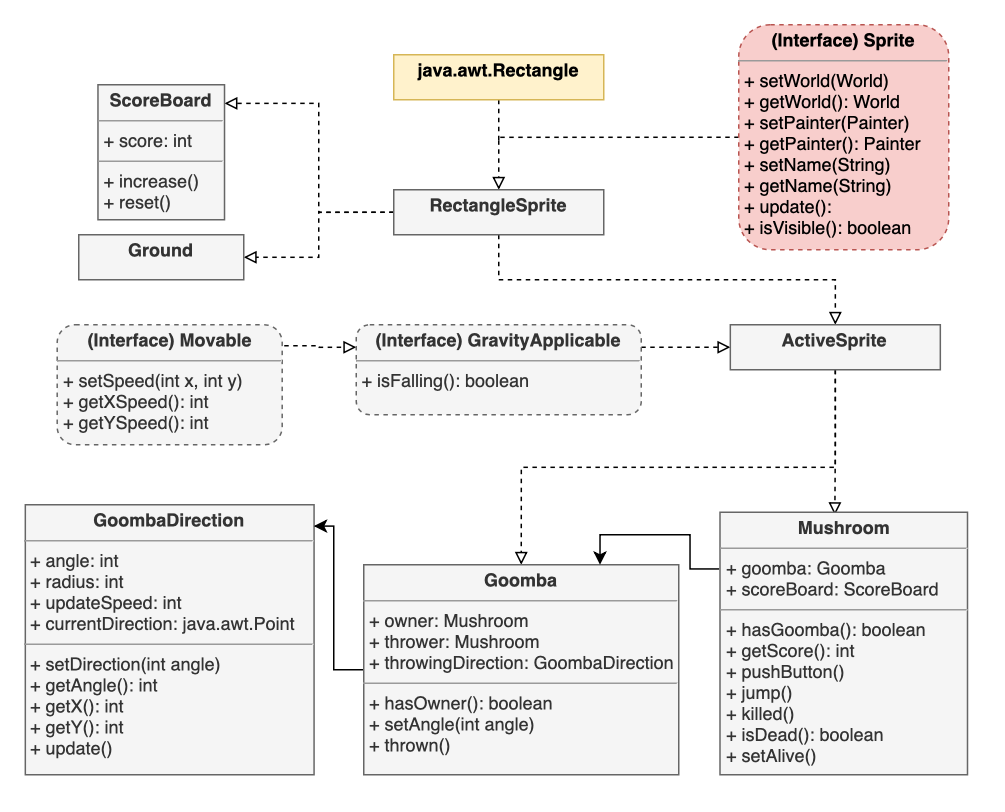 (Interface) Sprite
+ setWorld(World)
+ getWorld(): World
+ setPainter(Painter)
+ getPainter(): Painter
+ setName(String)
+ getName(String)
+ update():
+ isVisible(): boolean
java.awt.Rectangle
ScoreBoard
+ score: int
+ increase()
+ reset()
RectangleSprite
Ground
(Interface) Movable
+ setSpeed(int x, int y)
+ getXSpeed(): int
+ getYSpeed(): int
(Interface) GravityApplicable
+ isFalling(): boolean
ActiveSprite
GoombaDirection
+ angle: int
+ radius: int
+ updateSpeed: int
+ currentDirection: java.awt.Point
+ setDirection(int angle)
+ getAngle(): int
+ getX(): int
+ getY(): int
+ update()
Goomba
+ owner: Mushroom
+ thrower: Mushroom
+ throwingDirection: GoombaDirection
+ hasOwner(): boolean
+ setAngle(int angle)
+ thrown()
Mushroom
+ goomba: Goomba
+ scoreBoard: ScoreBoard
+ hasGoomba(): boolean
+ getScore(): int
+ pushButton()
+ jump()
+ killed()
+ isDead(): boolean
+ setAlive()